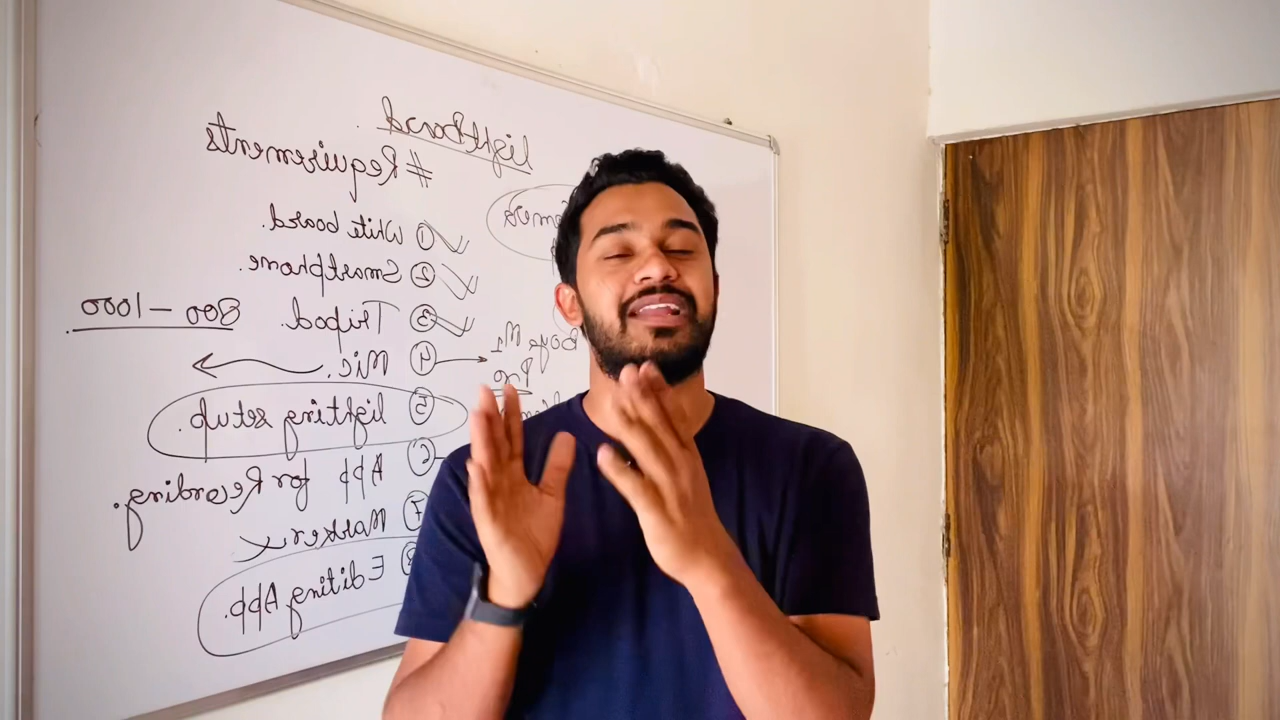 lightBoard
# Requirements
① White board.
② Smartphone.
③ Tripod. 800 - 1000
④ Mic. Boya M1
Pro
⑤ lighting setup.
⑥ App for Recording.
⑦ Marker
⑧ Editing App.